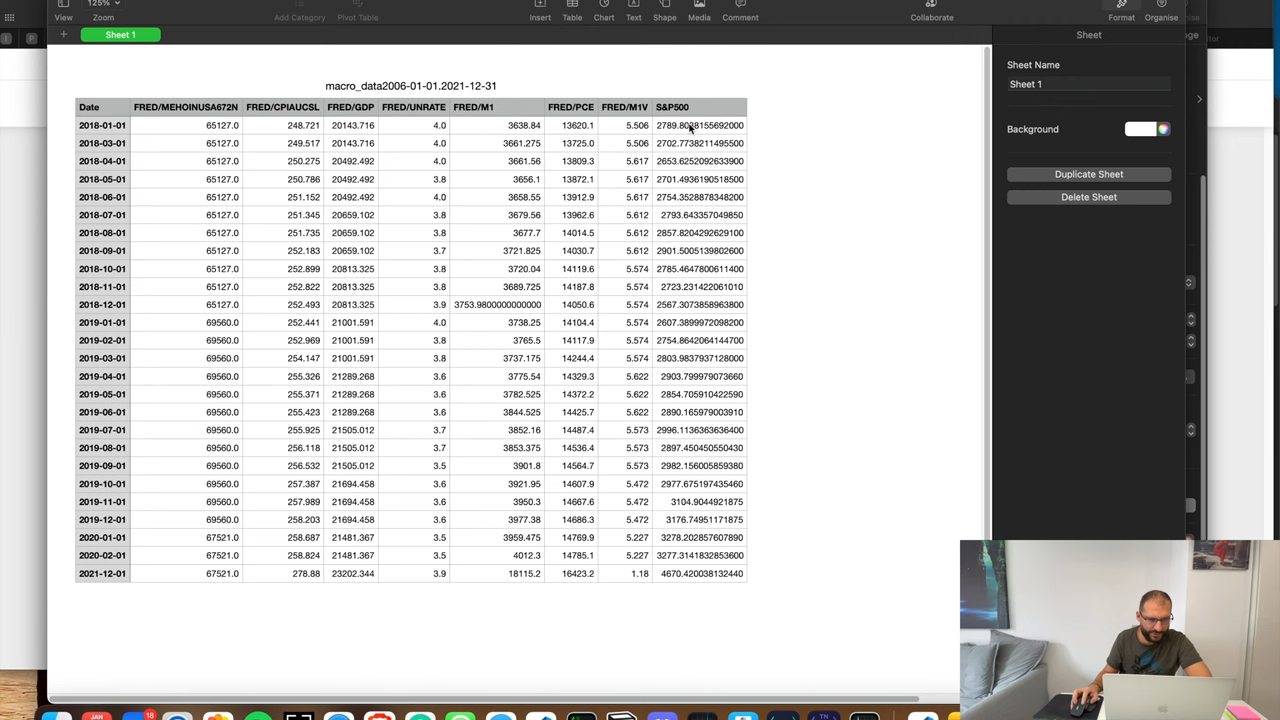 125%
View
Zoom
Add Category
Pivot Table
Insert
Table
Chart
Text
Shape
Media
Comment
Collaborate
Format
Organise
Sheet 1
Sheet
macro_data2006-01-01.2021-12-31
Date FRED/MEHOINUSA672N FRED/CPIAUCSL FRED/GDP FRED/UNRATE FRED/M1 FRED/PCE FRED/M1V S&P500
2018-01-01 65127.0 248.721 20143.716 4.0 3638.84 13620.1 5.506
2018-03-01 65127.0 249.517 20143.716 4.0 3661.275 13725.0 5.506 2702.7738211495500
2018-04-01 65127.0 250.275 20492.492 4.0 3661.56 13809.3 5.617 2653.6252092633900
2018-05-01 65127.0 250.786 20492.492 3.8 3656.1 13872.1 5.617 2701.4936190518500
2018-06-01 65127.0 251.152 20492.492 4.0 3658.55 13912.9 5.617 2754.3528878348200
2018-07-01 65127.0 251.345 20659.102 3.8 3679.56 13962.6 5.612 2793.643357049850
2018-08-01 65127.0 251.735 20659.102 3.8 3677.7 14014.5 5.612 2857.8204292629100
2018-09-01 65127.0 252.183 20659.102 3.7 3721.825 14030.7 5.612 2901.5005139802600
2018-10-01 65127.0 252.899 20813.325 3.8 3720.04 14119.6 5.574 2785.4647800611400
2018-11-01 65127.0 252.822 20813.325 3.8 3689.725 14187.8 5.574 2723.231422061010
2018-12-01 65127.0 252.493 20813.325 3.9 3753.9800000000000 14050.6 5.574 2567.3073858963800
2019-01-01 69560.0 252.441 21001.591 4.0 3738.25 14104.4 5.574 2607.3899972098200
2019-02-01 69560.0 252.969 21001.591 3.8 3765.5 14117.9 5.574 2754.8642064144700
2019-03-01 69560.0 254.147 21001.591 3.8 3737.175 14244.4 5.574 2803.9837937128000
2019-04-01 69560.0 255.326 21289.268 3.6 3775.54 14329.3 5.622 2903.799979073660
2019-05-01 69560.0 255.371 21289.268 3.6 3782.525 14372.2 5.622 2854.705910422590
2019-06-01 69560.0 255.423 21289.268 3.6 3844.525 14425.7 5.622 2890.165979003910
2019-07-01 69560.0 255.925 21505.012 3.7 3852.16 14487.4 5.573 2996.1136363636400
2019-08-01 69560.0 256.118 21505.012 3.7 3853.375 14536.4 5.573 2897.450450550430
2019-09-01 69560.0 256.532 21505.012 3.5 3901.8 14564.7 5.573 2982.156005859380
2019-10-01 69560.0 257.387 21694.458 3.6 3921.95 14607.9 5.472 2977.675197435460
2019-11-01 69560.0 257.989 21694.458 3.6 3950.3 14667.6 5.472 3104.9044921875
2019-12-01 69560.0 258.203 21694.458 3.6 3977.38 14686.3 5.472 3176.74951171875
2020-01-01 67521.0 258.687 21481.367 3.5 3959.475 14769.9 5.227 3278.202857607890
2020-02-01 67521.0 258.824 21481.367 3.5 4012.3 14785.1 5.227 3277.3141832853600
2021-12-01 67521.0 278.88 23202.344 3.9 18115.2 16423.2 1.18 4670.420038132440
Sheet Name
Sheet 1
Background
Duplicate Sheet
Delete Sheet
JAN
18